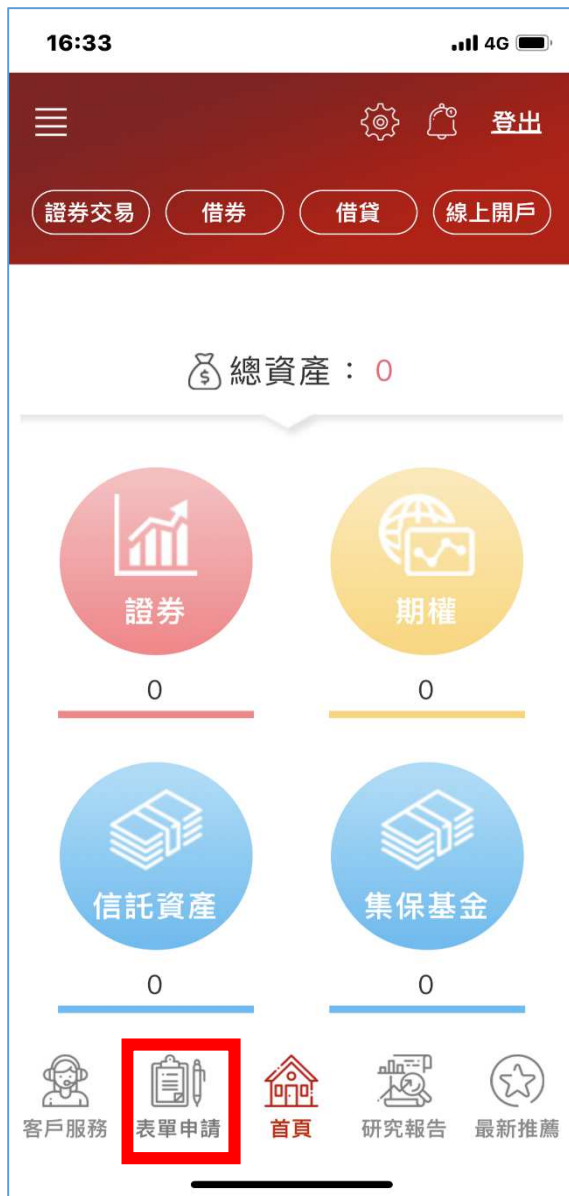 16:33 4G
登出
證券交易 借券 借貸 線上開戶
$ 總資產： 0
證券 期權
0 0
信託資產 集保基金
0 0
客戶服務 表單申請 首頁 研究報告 最新推薦